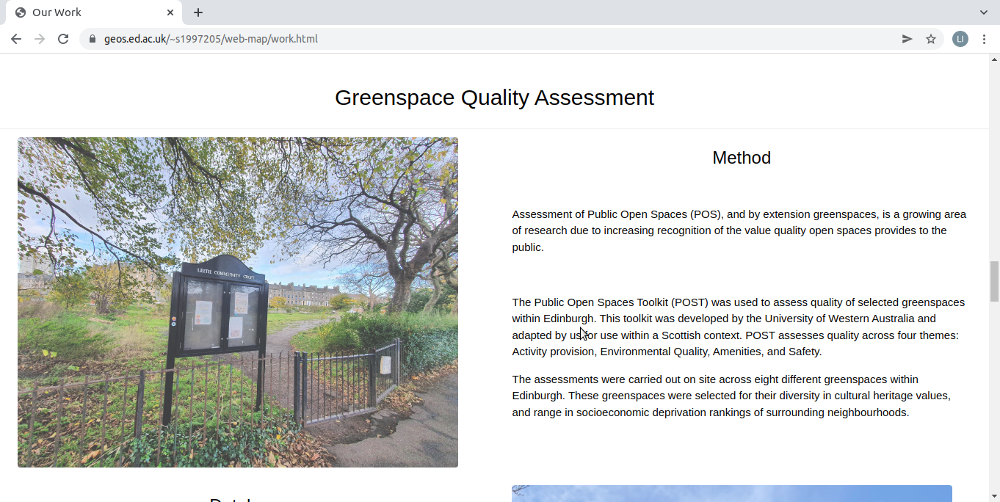 Our Work
geos.ed.ac.uk/~s1997205/web-map/work.html
LI
Greenspace Quality Assessment
LEITH COMMUNITY CROFT
Method
Assessment of Public Open Spaces (POS), and by extension greenspaces, is a growing area
of research due to increasing recognition of the value quality open spaces provides to the
public.
The Public Open Spaces Toolkit (POST) was used to assess quality of selected greenspaces
within Edinburgh. This toolkit was developed by the University of Western Australia and
adapted by us for use within a Scottish context. POST assesses quality across four themes:
Activity provision, Environmental Quality, Amenities, and Safety.
The assessments were carried out on site across eight different greenspaces within
Edinburgh. These greenspaces were selected for their diversity in cultural heritage values,
and range in socioeconomic deprivation rankings of surrounding neighbourhoods.